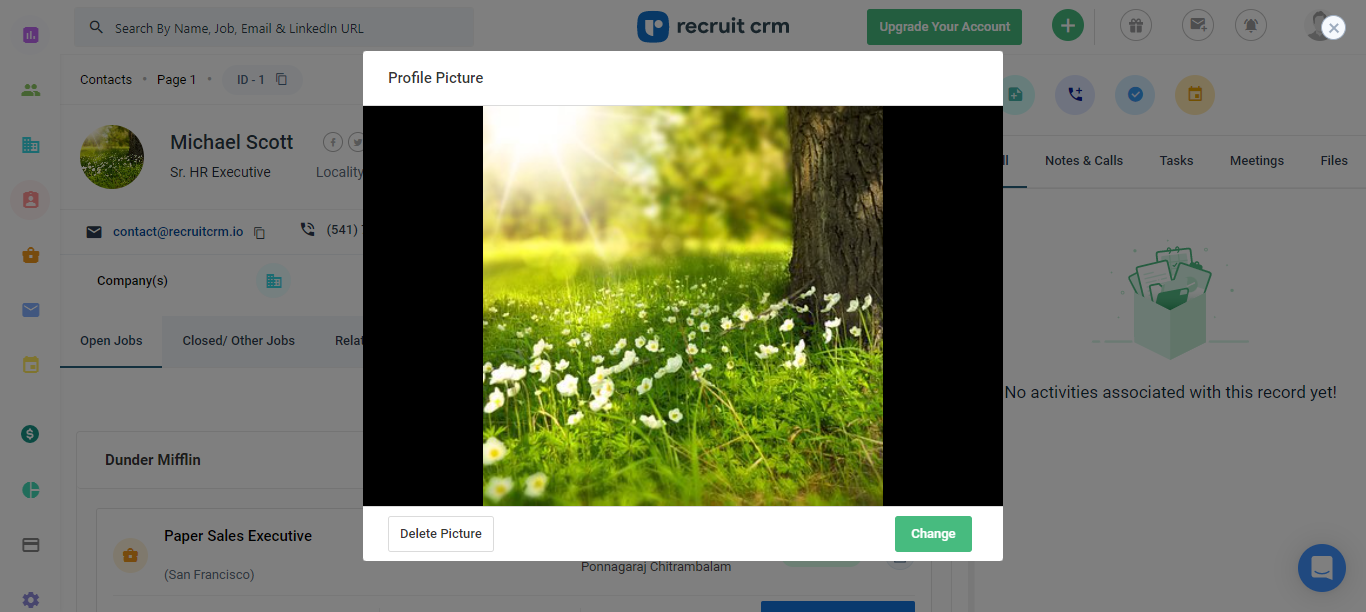 Search By Name, Job, Email & LinkedIn URL
recruit crm
Upgrade Your Account
Contacts • Page 1 • ID - 1
Profile Picture
Michael Scott
Sr. HR Executive
Locality
Notes & Calls
Tasks
Meetings
Files
contact@recruitcrm.io
(541)
Company(s)
Open Jobs
Closed/ Other Jobs
No activities associated with this record yet!
Dunder Mifflin
Paper Sales Executive
(San Francisco)
Delete Picture
Change
Ponnagaraj Chitrambalam